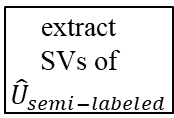 extract
SVs of
Û_{semi−labeled}